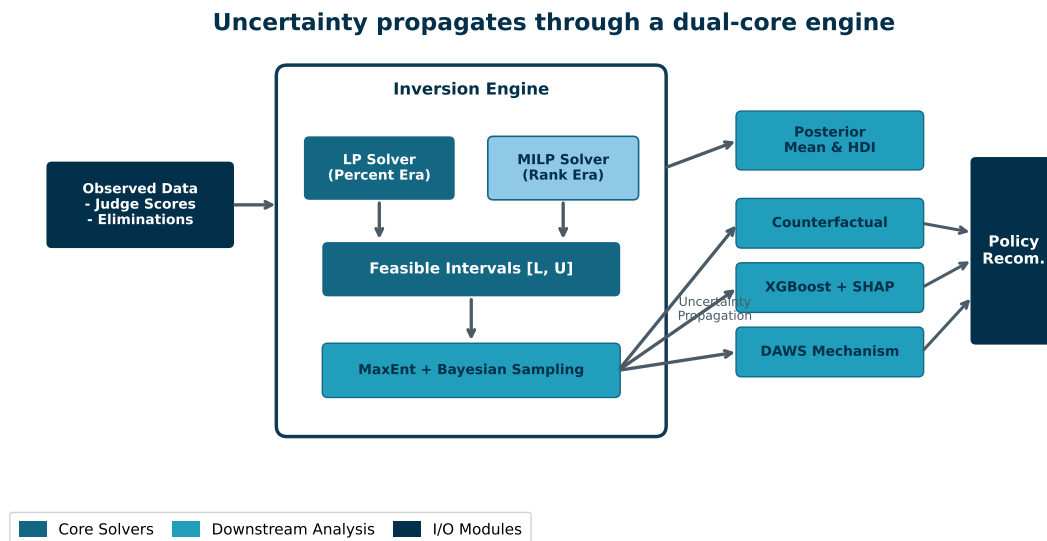 Uncertainty propagates through a dual-core engine
Inversion Engine
Observed Data
- Judge Scores
- Eliminations
LP Solver
(Percent Era)
MILP Solver
(Rank Era)
Feasible Intervals [L, U]
MaxEnt + Bayesian Sampling
Uncertainty
Propagation
Posterior
Mean & HDI
Counterfactual
XGBoost + SHAP
DAWS Mechanism
Policy
Recom.
Core Solvers
Downstream Analysis
I/O Modules